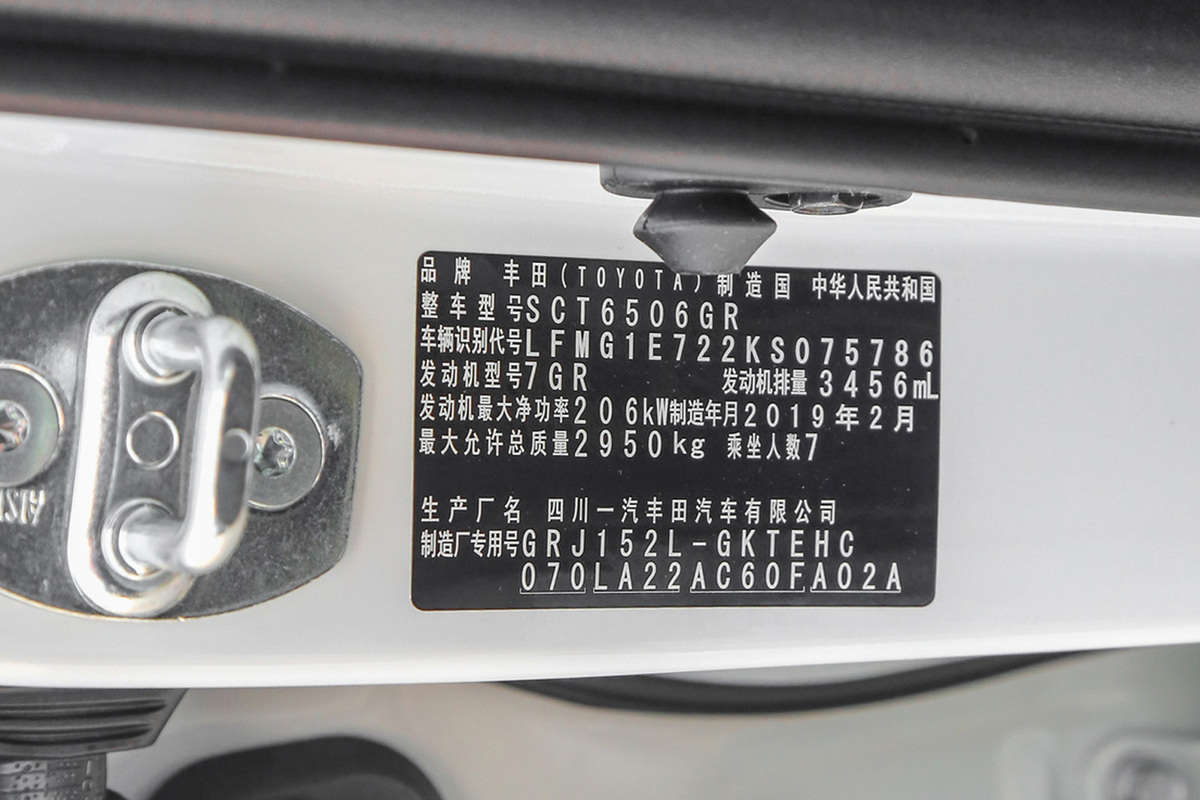 品牌 丰田(TOYOTA)制造国 中华人民共和国
整车型号SCT6506GR
车辆识别代号LFMG1E722KS075786
发动机型号7GR 发动机排量3456mL
发动机最大净功率206kW制造年月2019年2月
最大允许总质量2950kg 乘坐人数7
生产厂名 四川一汽丰田汽车有限公司
制造厂专用号GRJ152L-GKTEHC
070LA22AC60FA02A